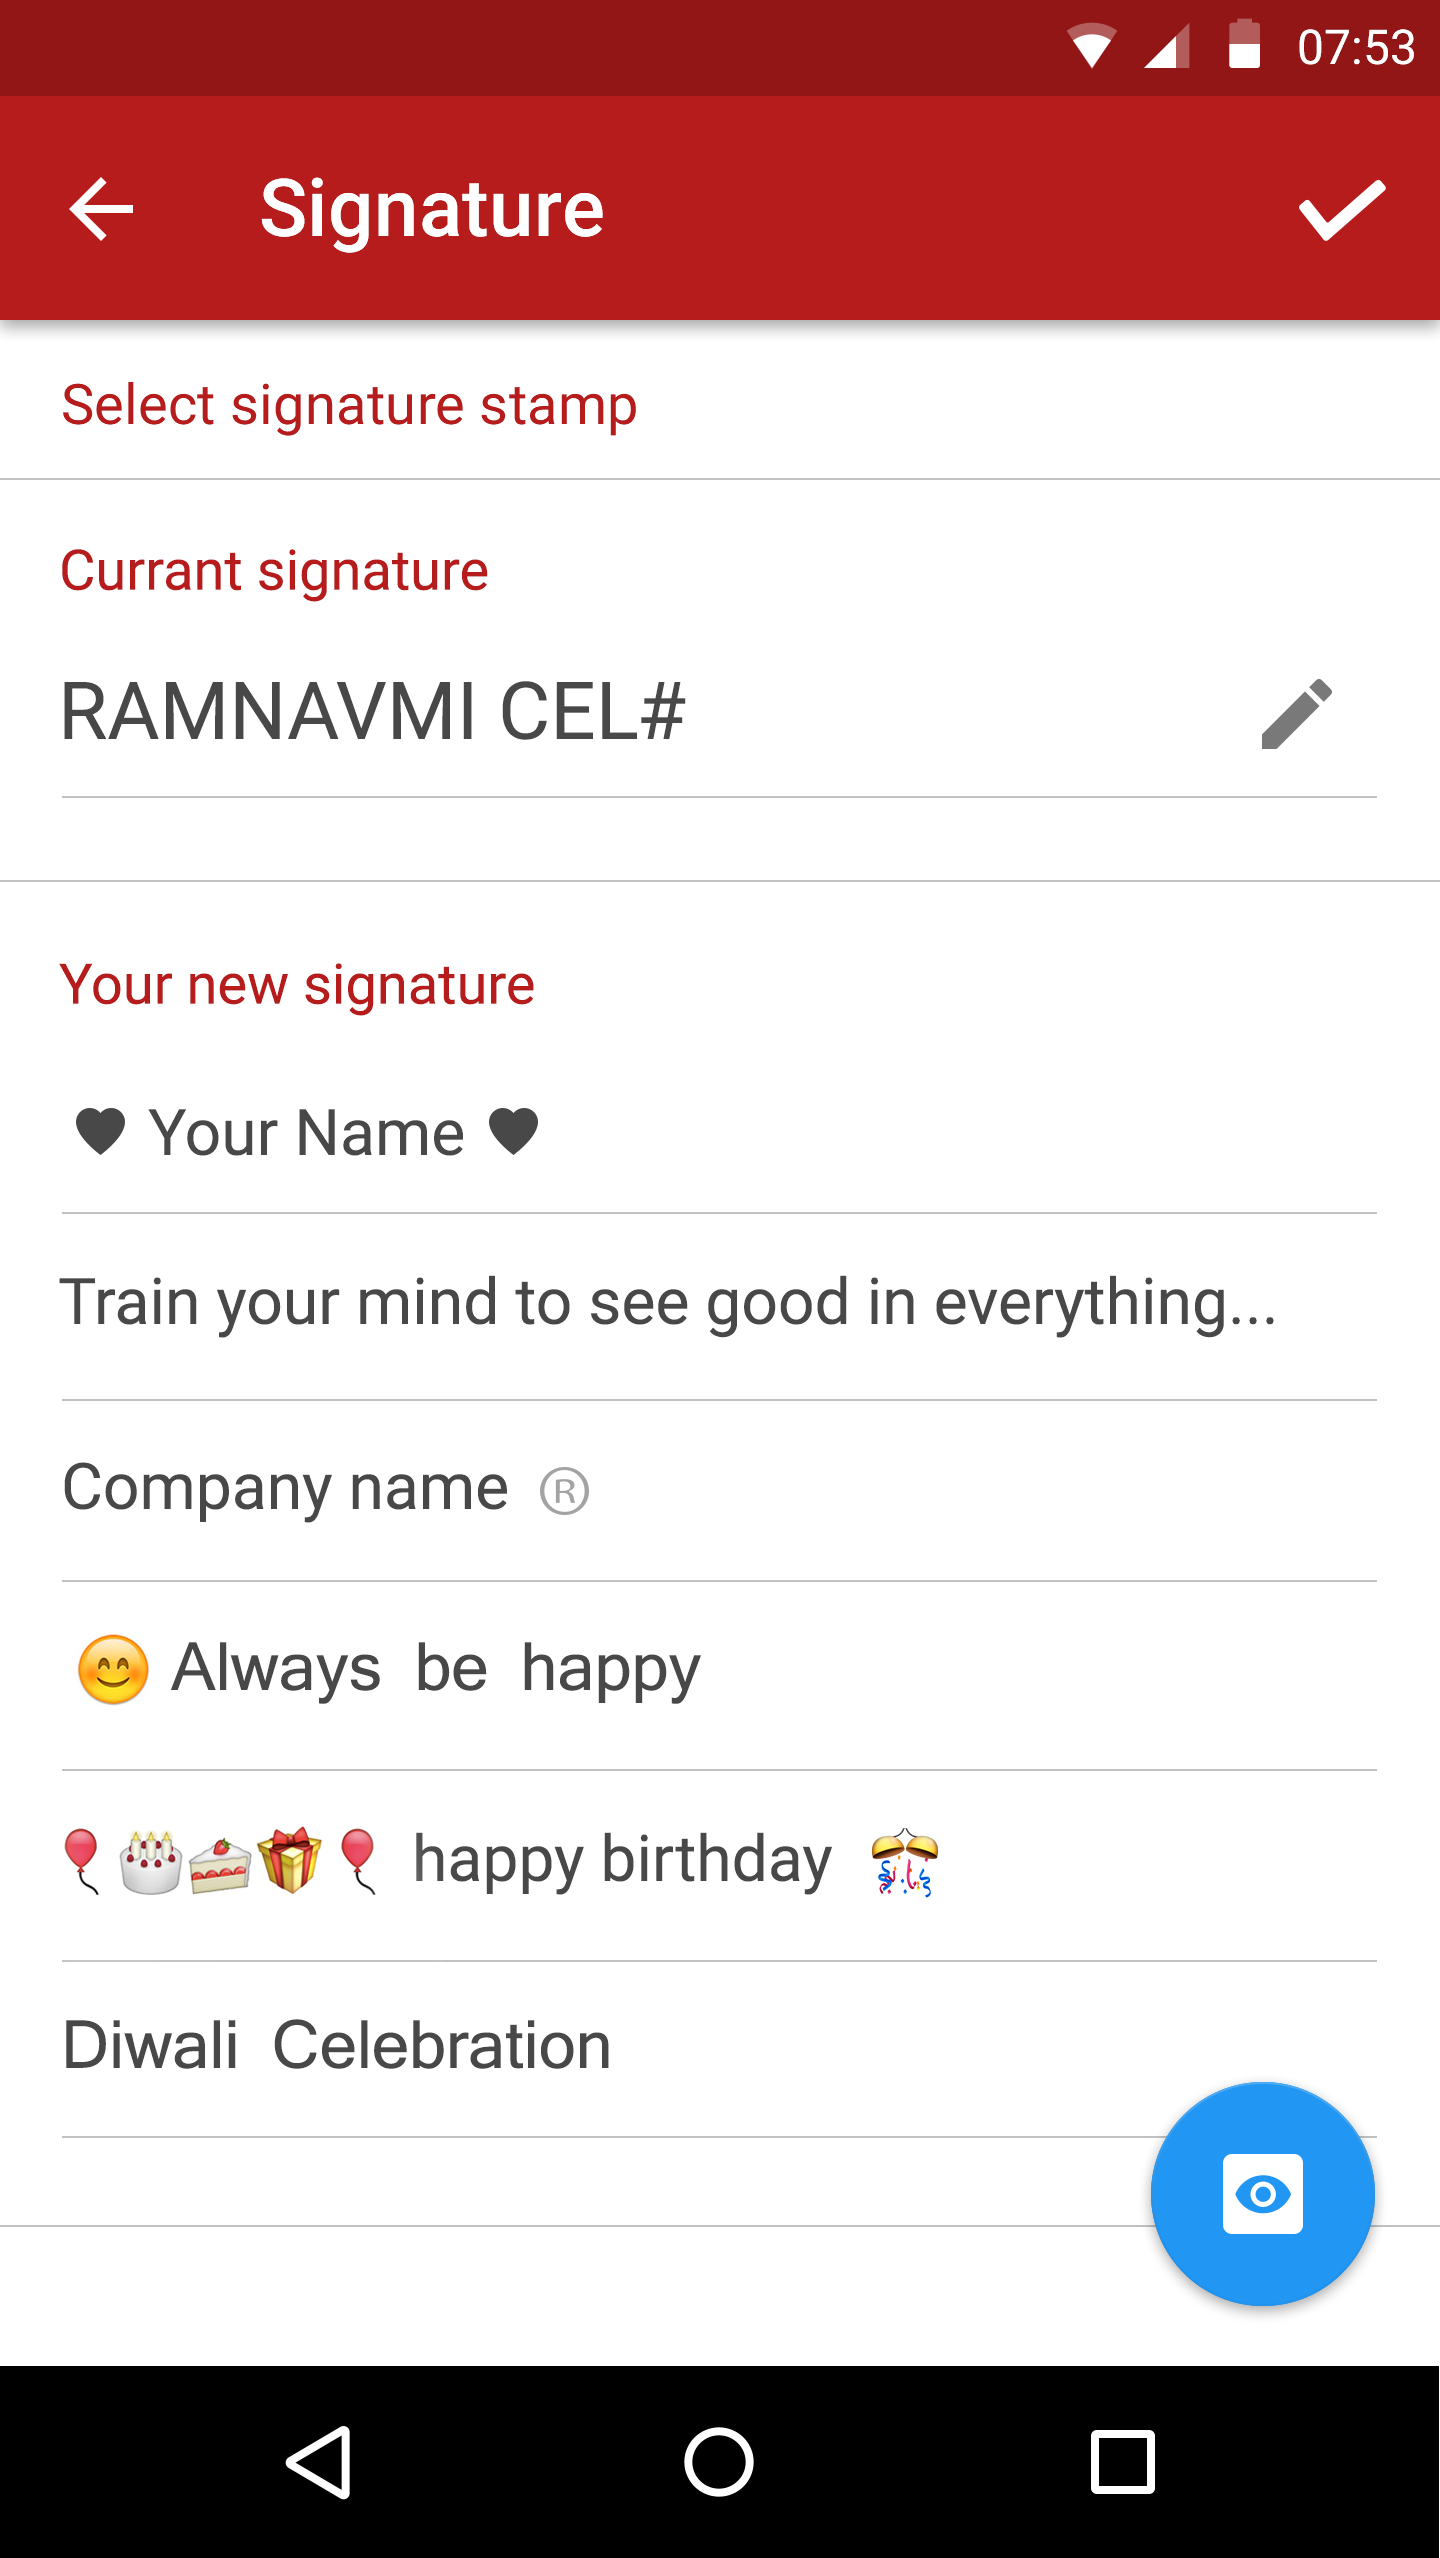 07:53
Signature
Select signature stamp
Currant signature
RAMNAVMI CEL#
Your new signature
♥ Your Name ♥
Train your mind to see good in everything...
Company name ®
😊 Always be happy
🎈🎂🍰🎁🎈 happy birthday 🎊
Diwali Celebration